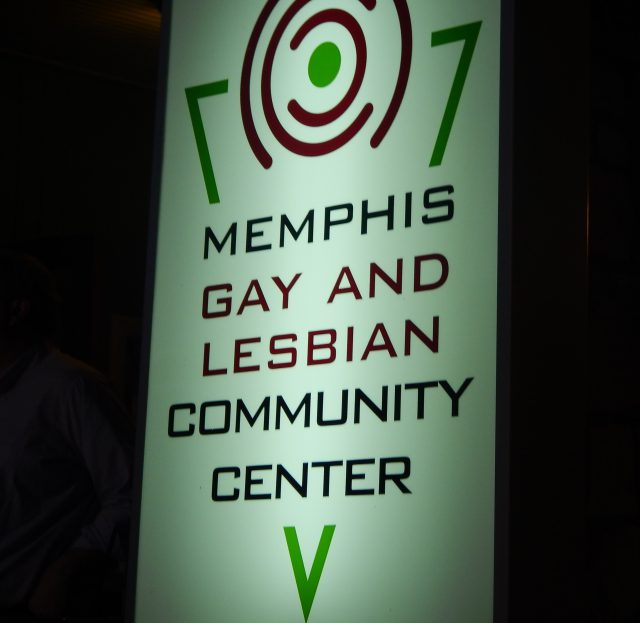 MEMPHIS
GAY AND
LESBIAN
COMMUNITY
CENTER